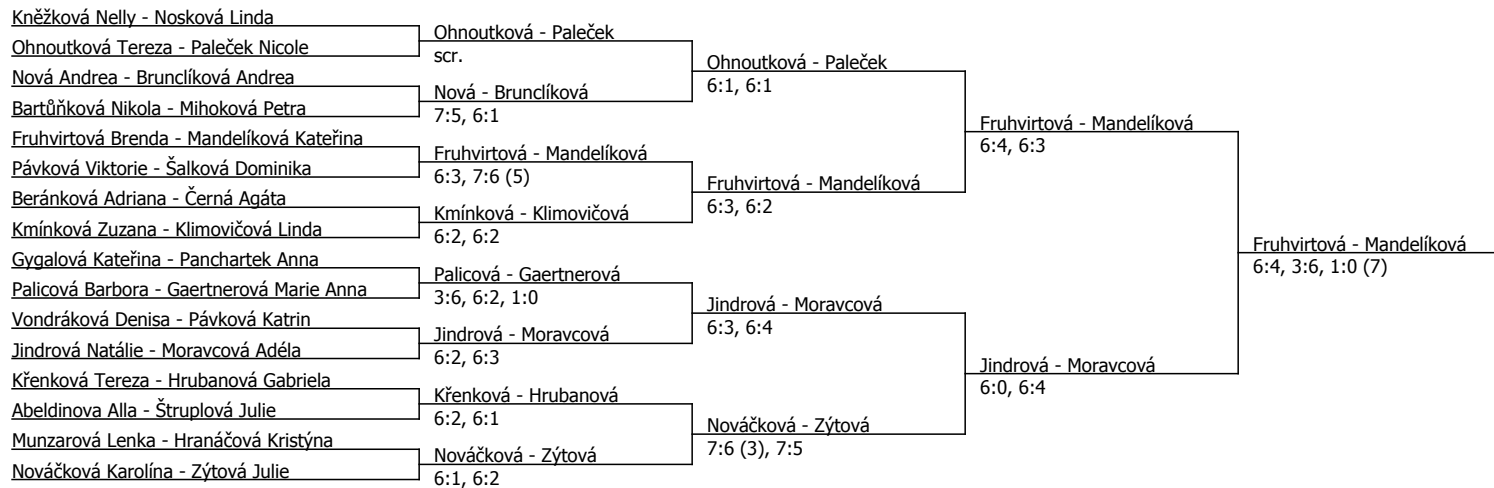 Kněžková Nelly - Nosková Linda
Ohnoutková Tereza - Paleček Nicole
Nová Andrea - Brunclíková Andrea
Bartůňková Nikola - Mihoková Petra
Fruhvirtová Brenda - Mandelíková Kateřina
Pávková Viktorie - Šalková Dominika
Beránková Adriana - Černá Agáta
Kmínková Zuzana - Klimovičová Linda
Gygalová Kateřina - Panchartek Anna
Palicová Barbora - Gaertnerová Marie Anna
Vondráková Denisa - Pávková Katrin
Jindrová Natálie - Moravcová Adéla
Křenková Tereza - Hrubanová Gabriela
Abeldinova Alla - Štruplová Julie
Munzarová Lenka - Hranáčová Kristýna
Nováčková Karolína - Zýtová Julie
Ohnoutková - Paleček
scr.
Nová - Brunclíková
7:5, 6:1
Fruhvirtová - Mandelíková
6:3, 7:6 (5)
Kmínková - Klimovičová
6:2, 6:2
Palicová - Gaertnerová
3:6, 6:2, 1:0
Jindrová - Moravcová
6:2, 6:3
Křenková - Hrubanová
6:2, 6:1
Nováčková - Zýtová
6:1, 6:2
Ohnoutková - Paleček
6:1, 6:1
Fruhvirtová - Mandelíková
6:3, 6:2
Jindrová - Moravcová
6:3, 6:4
Nováčková - Zýtová
7:6 (3), 7:5
Fruhvirtová - Mandelíková
6:4, 6:3
Jindrová - Moravcová
6:0, 6:4
Fruhvirtová - Mandelíková
6:4, 3:6, 1:0 (7)